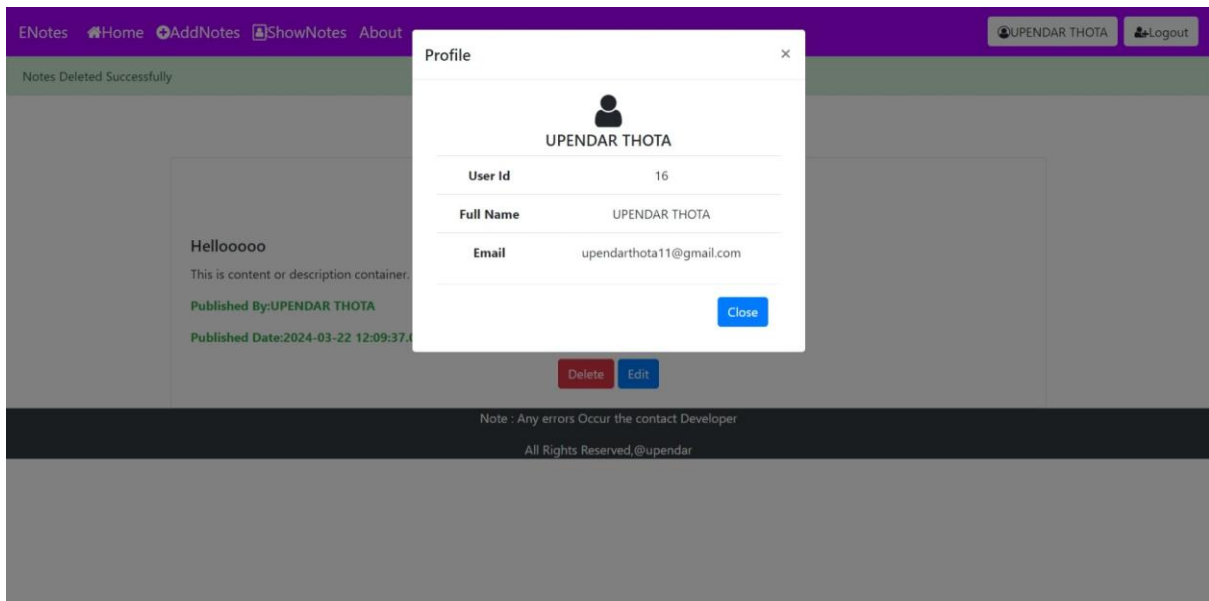 ENotes Home AddNotes ShowNotes About UPENDAR THOTA Logout
Notes Deleted Successfully
Profile ×
UPENDAR THOTA
User Id 16
Full Name UPENDAR THOTA
Email upendarthota11@gmail.com
Close
Hellooooo
This is content or description container.
Published By:UPENDAR THOTA
Published Date:2024-03-22 12:09:37.
Delete Edit
Note : Any errors Occur the contact Developer
All Rights Reserved,@upendar